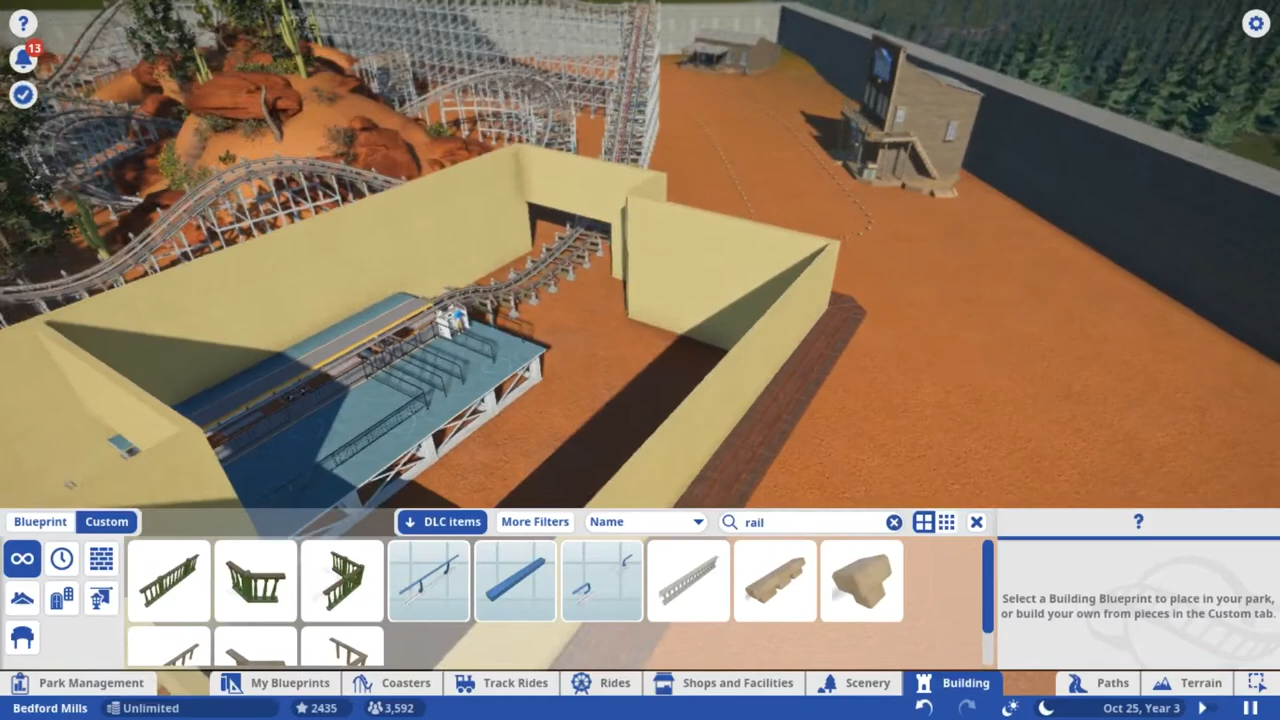 ?
13
Blueprint
Custom
DLC items
More Filters
Name
rail
?
Select a Building Blueprint to place in your park,
or build your own from pieces in the Custom tab.
Park Management
My Blueprints
Coasters
Track Rides
Rides
Shops and Facilities
Scenery
Building
Paths
Terrain
Bedford Mills
Unlimited
2435
3,592
Oct 25, Year 3